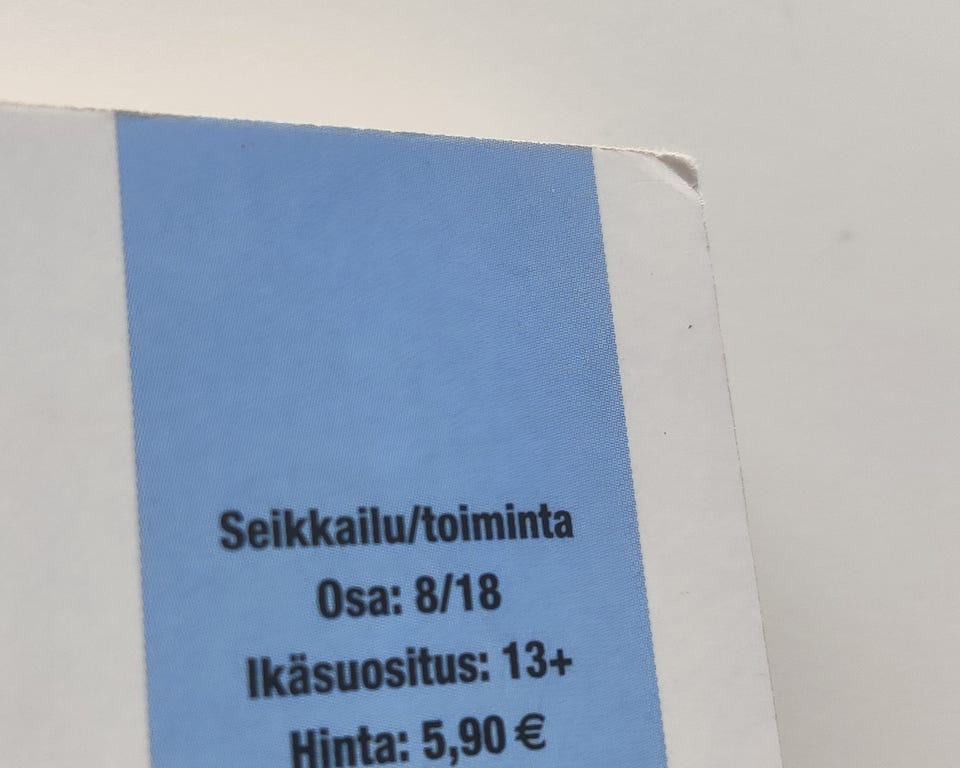 Seikkailu/toiminta
Osa: 8/18
Ikäsuositus: 13+
Hinta: 5,90 €